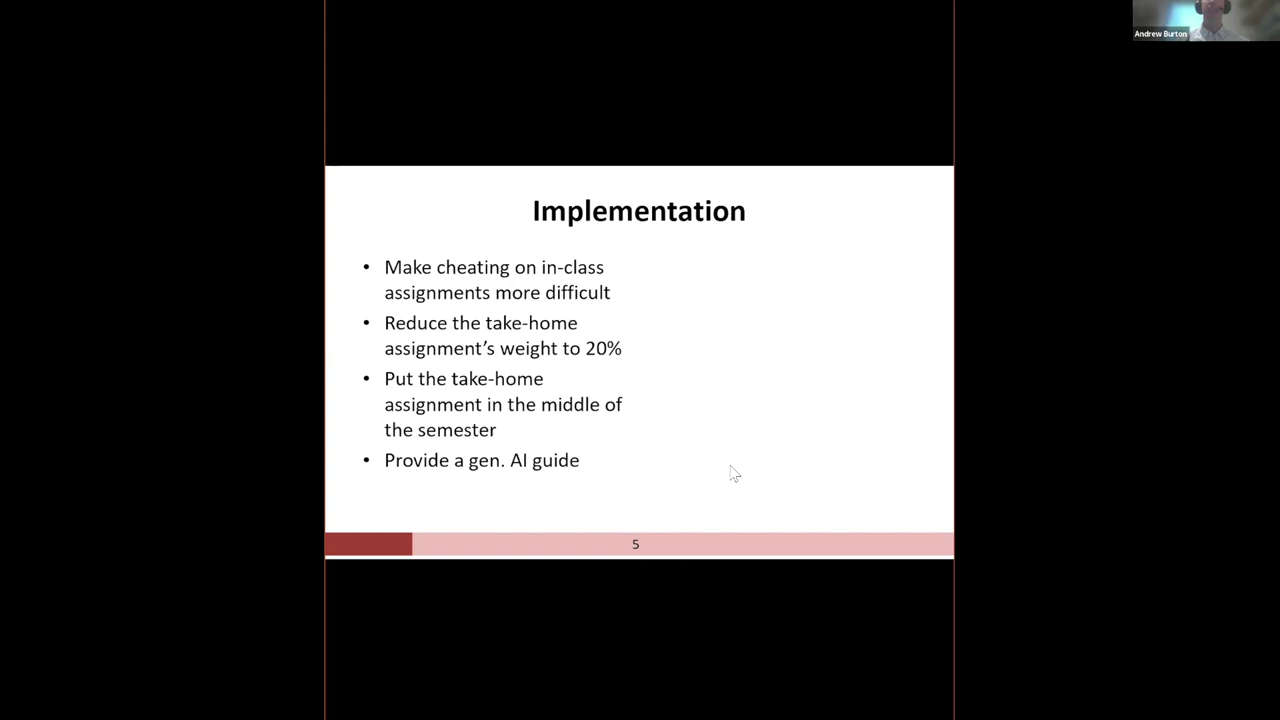 Andrew Burton
Implementation
• Make cheating on in-class
assignments more difficult
• Reduce the take-home
assignment’s weight to 20%
• Put the take-home
assignment in the middle of
the semester
• Provide a gen. AI guide
5